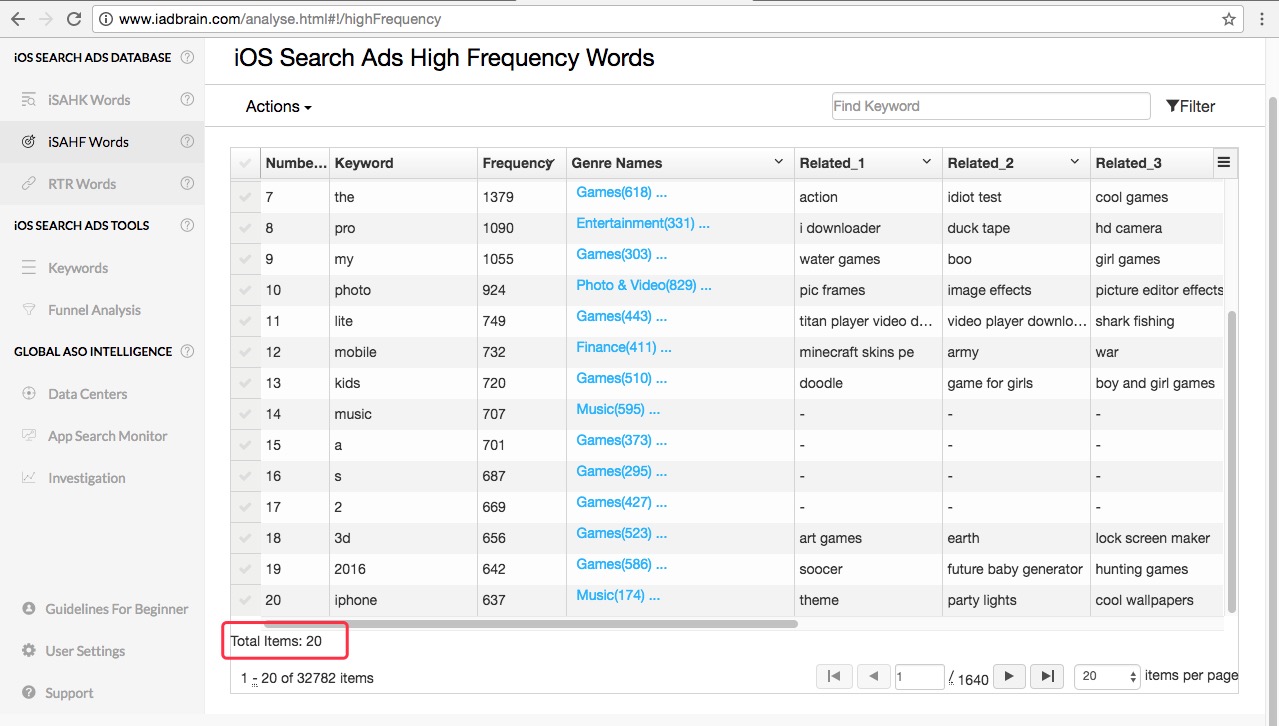 www.iadbrain.com/analyse.html#!/highFrequency
iOS SEARCH ADS DATABASE ?
iSAHK Words ?
iSAHF Words ?
RTR Words ?
iOS SEARCH ADS TOOLS ?
Keywords
Funnel Analysis
GLOBAL ASO INTELLIGENCE ?
Data Centers
App Search Monitor
Investigation
Guidelines For Beginner
User Settings
? Support
iOS Search Ads High Frequency Words
Actions Find Keyword Filter
Numbe... Keyword Frequency Genre Names Related_1 Related_2 Related_3
7 the 1379 Games(618) ... action idiot test cool games
8 pro 1090 Entertainment(331) ... i downloader duck tape hd camera
9 my 1055 Games(303) ... water games boo girl games
10 photo 924 Photo & Video(829) ... pic frames image effects picture editor effects
11 lite 749 Games(443) ... titan player video d... video player downlo... shark fishing
12 mobile 732 Finance(411) ... minecraft skins pe army war
13 kids 720 Games(510) ... doodle game for girls boy and girl games
14 music 707 Music(595) ... - - -
15 a 701 Games(373) ... - - -
16 s 687 Games(295) ... - - -
17 2 669 Games(427) ... - - -
18 3d 656 Games(523) ... art games earth lock screen maker
19 2016 642 Games(586) ... soocer future baby generator hunting games
20 iphone 637 Music(174) ... theme party lights cool wallpapers
Total Items: 20
1 - 20 of 32782 items 1 / 1640 20 items per page